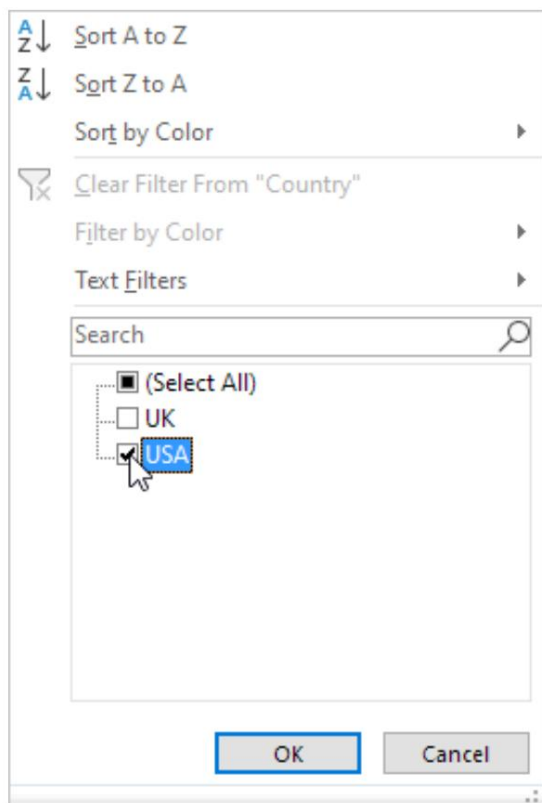 Sort A to Z
Sort Z to A
Sort by Color
Clear Filter From "Country"
Filter by Color
Text Filters
Search
(Select All)
UK
USA
OK Cancel